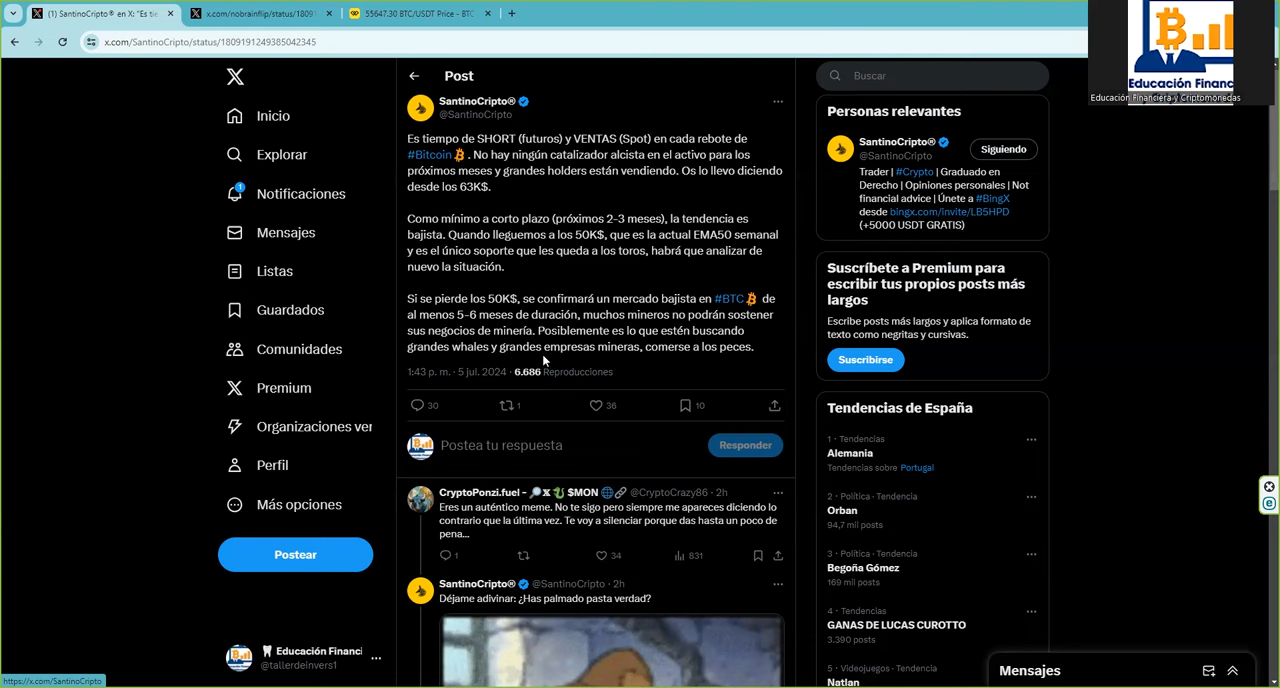 (1) SantinoCripto® en X: "Es tie
x.com/nobrainflip/status/1809
55647.30 BTC/USDT Price - BTC
x.com/SantinoCripto/status/1809191249385042345
Educación Financ
Educación Financiera y Criptomonedas
Inicio
Explorar
1
Notificaciones
Mensajes
Listas
Guardados
Comunidades
Premium
Organizaciones ver
Perfil
Más opciones
Postear
Educación Financi
@tallerdeinvers1
https://x.com/SantinoCripto
Post
SantinoCripto®
@SantinoCripto
Es tiempo de SHORT (futuros) y VENTAS (Spot) en cada rebote de
#Bitcoin . No hay ningún catalizador alcista en el activo para los
próximos meses y grandes holders están vendiendo. Os lo llevo diciendo
desde los 63K$.
Como mínimo a corto plazo (próximos 2-3 meses), la tendencia es
bajista. Quando lleguemos a los 50K$, que es la actual EMA50 semanal
y es el único soporte que les queda a los toros, habrá que analizar de
nuevo la situación.
Si se pierde los 50K$, se confirmará un mercado bajista en #BTC de
al menos 5-6 meses de duración, muchos mineros no podrán sostener
sus negocios de minería. Posiblemente es lo que estén buscando
grandes whales y grandes empresas mineras, comerse a los peces.
1:43 p. m. · 5 jul. 2024 · 6.686 Reproducciones
30 1 36 10
Postea tu respuesta
Responder
CryptoPonzi.fuel - $MON @CryptoCrazy86 · 2h
Eres un auténtico meme. No te sigo pero siempre me apareces diciendo lo
contrario que la última vez. Te voy a silenciar porque das hasta un poco de
pena...
1 34 831
SantinoCripto® @SantinoCripto · 2h
Déjame adivinar: ¿Has palmado pasta verdad?
Buscar
Personas relevantes
SantinoCripto®
@SantinoCripto
Siguiendo
Trader | #Crypto | Graduado en
Derecho | Opiniones personales | Not
financial advice | Únete a #BingX
desde bingx.com/invite/LB5HPD
(+5000 USDT GRATIS)
Suscríbete a Premium para
escribir tus propios posts más
largos
Escribe posts más largos y aplica formato de
texto como negritas y cursivas.
Suscribirse
Tendencias de España
1 · Tendencias
Alemania
Tendencias sobre Portugal
2 · Política · Tendencia
Orban
94,7 mil posts
3 · Política · Tendencia
Begoña Gómez
169 mil posts
4 · Tendencias
GANAS DE LUCAS CUROTTO
3.390 posts
5 · Videojuegos · Tendencia
Natlan
Mensajes